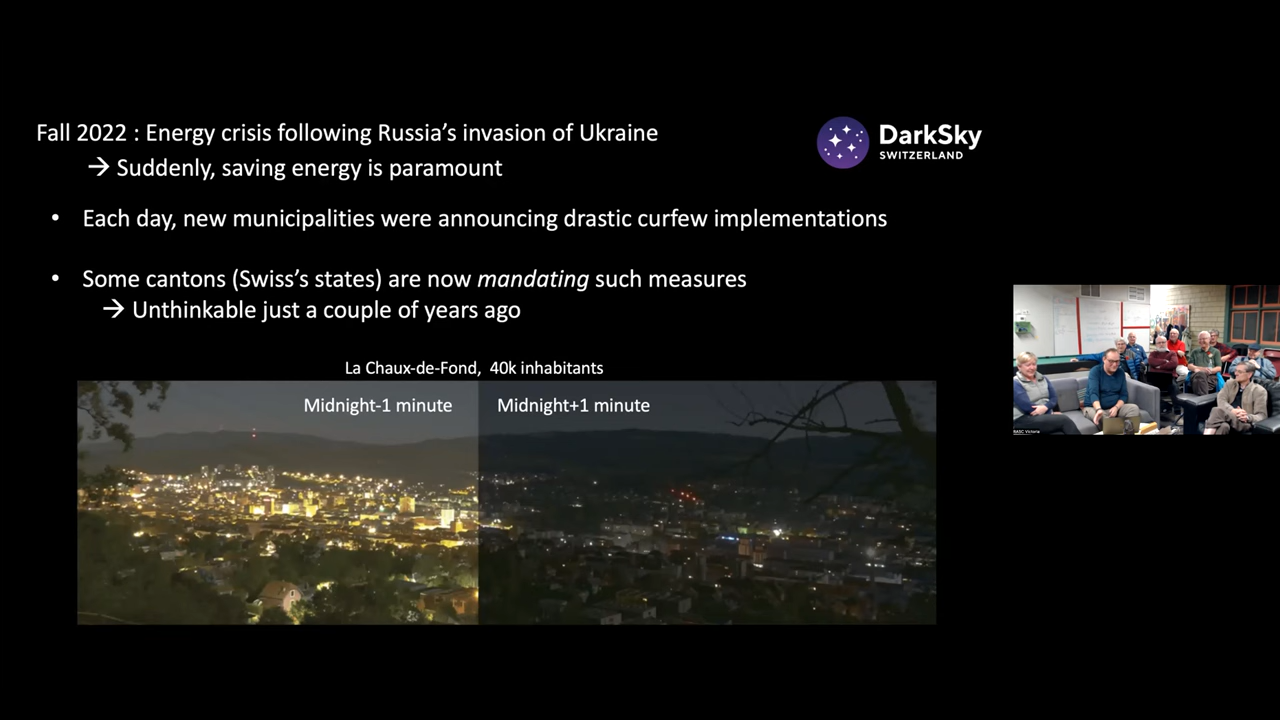 Fall 2022 : Energy crisis following Russia's invasion of Ukraine
→ Suddenly, saving energy is paramount
DarkSky
SWITZERLAND
• Each day, new municipalities were announcing drastic curfew implementations
• Some cantons (Swiss's states) are now mandating such measures
→ Unthinkable just a couple of years ago
La Chaux-de-Fond, 40k inhabitants
Midnight-1 minute
Midnight+1 minute
RASC Victoria